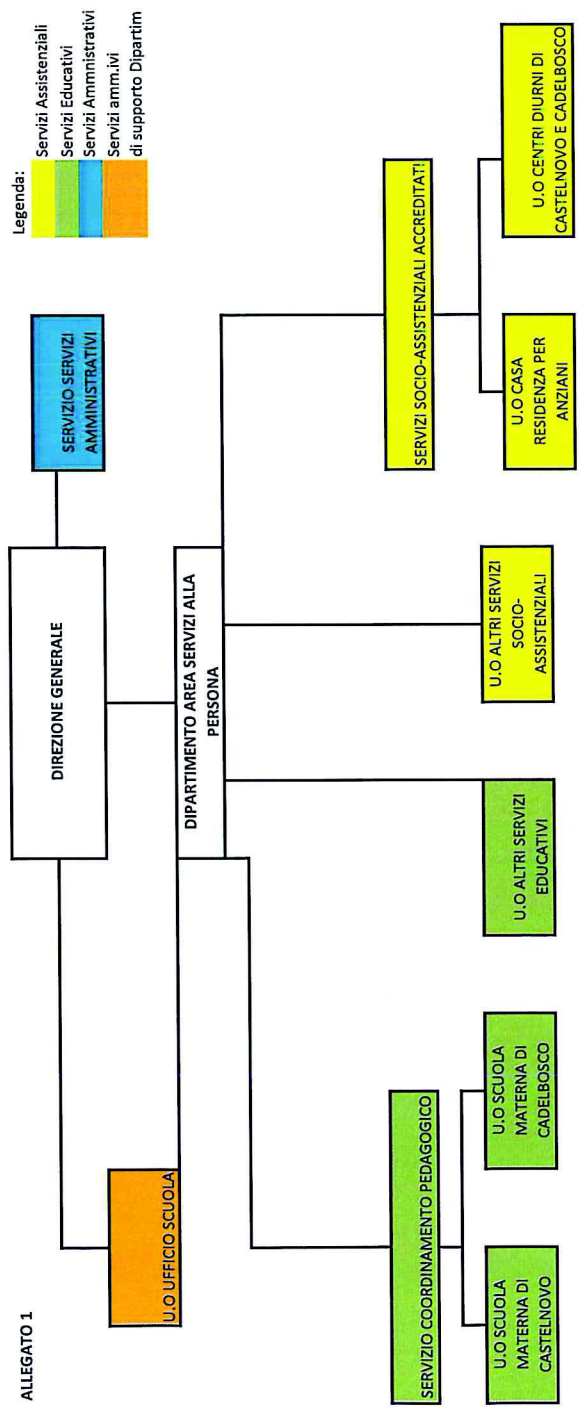 ALLEGATO 1
Legenda:
Servizi Assistenziali
Servizi Educativi
Servizi Ammnistrativi
Servizi amm.ivi
di supporto Dipartim
DIREZIONE GENERALE
SERVIZIO SERVIZI
AMMINISTRATIVI
U.O UFFICIO SCUOLA
DIPARTIMENTO AREA SERVIZI ALLA
PERSONA
SERVIZIO COORDINAMENTO PEDAGOGICO
SERVIZI SOCIO-ASSISTENZIALI ACCREDITATI
U.O SCUOLA
MATERNA DI
CASTELNOVO
U.O SCUOLA
MATERNA DI
CADELBOSCO
U.O ALTRI SERVIZI
EDUCATIVI
U.O ALTRI SERVIZI
SOCIO-
ASSISTENZIALI
U.O CASA
RESIDENZA PER
ANZIANI
U.O CENTRI DIURNI DI
CASTELNOVO E CADELBOSCO